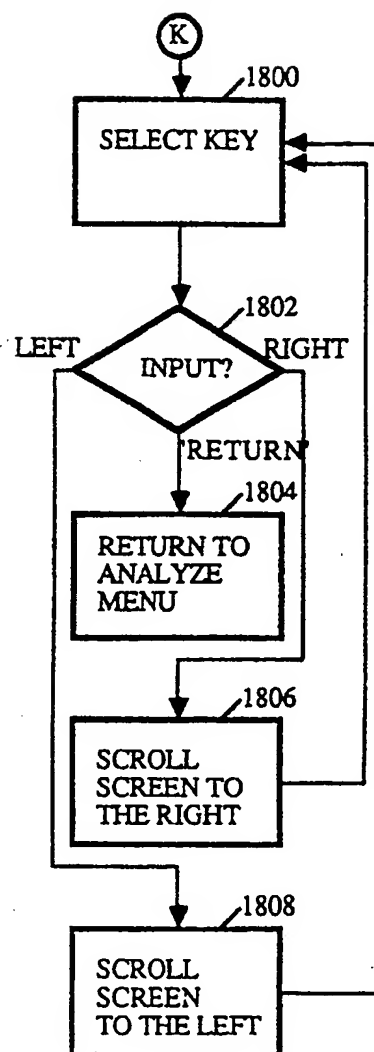 K
1800
SELECT KEY
1802
LEFT
INPUT?
RIGHT
'RETURN'
1804
RETURN TO
ANALYZE
MENU
1806
SCROLL
SCREEN TO
THE RIGHT
1808
SCROLL
SCREEN
TO THE LEFT